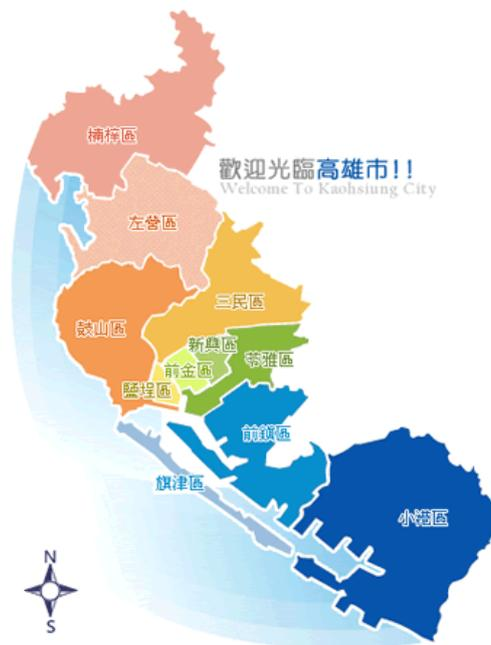 楠梓區
歡迎光臨高雄市!!
Welcome To Kaohsiung City
左營區
三民區
鼓山區
新興區
苓雅區
前金區
鹽埕區
前鎮區
旗津區
小港區
N
S